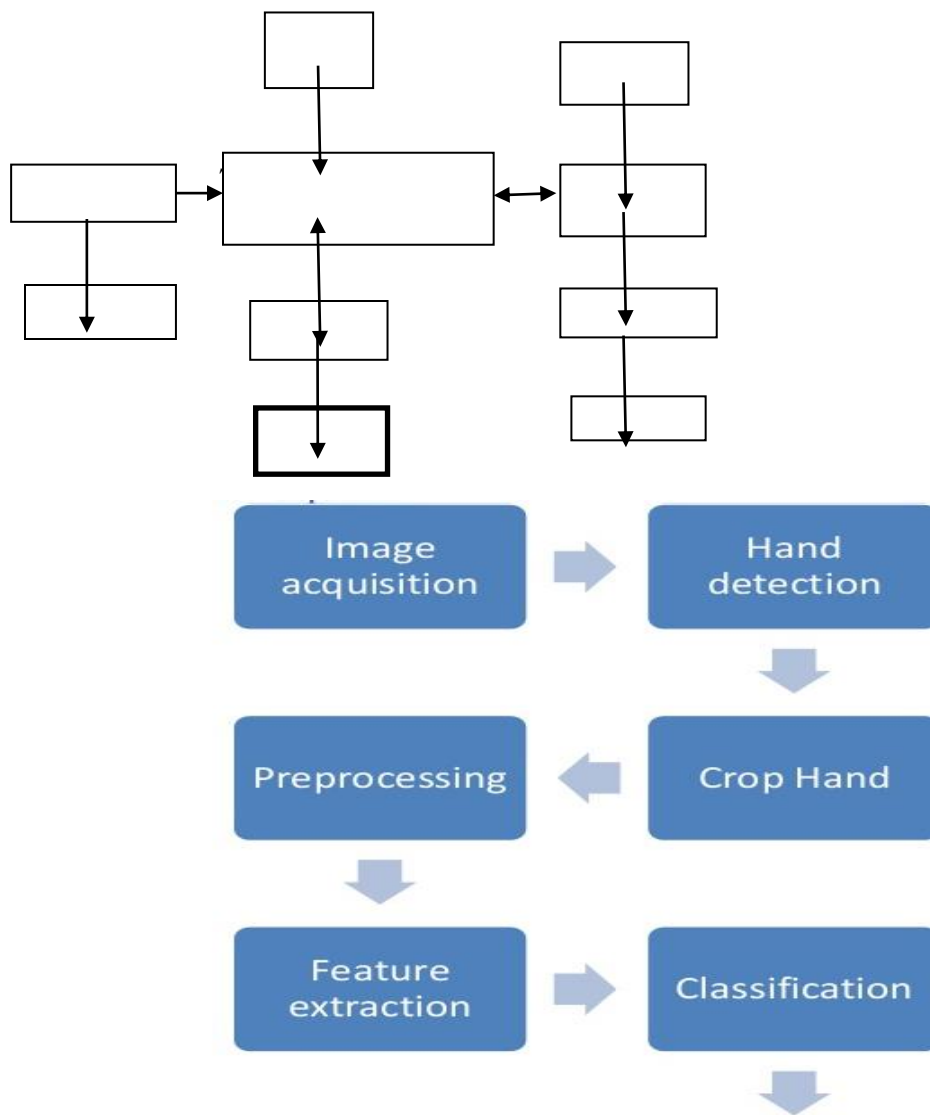 Image
acquisition
Hand
detection
Preprocessing
Crop Hand
Feature
extraction
Classification